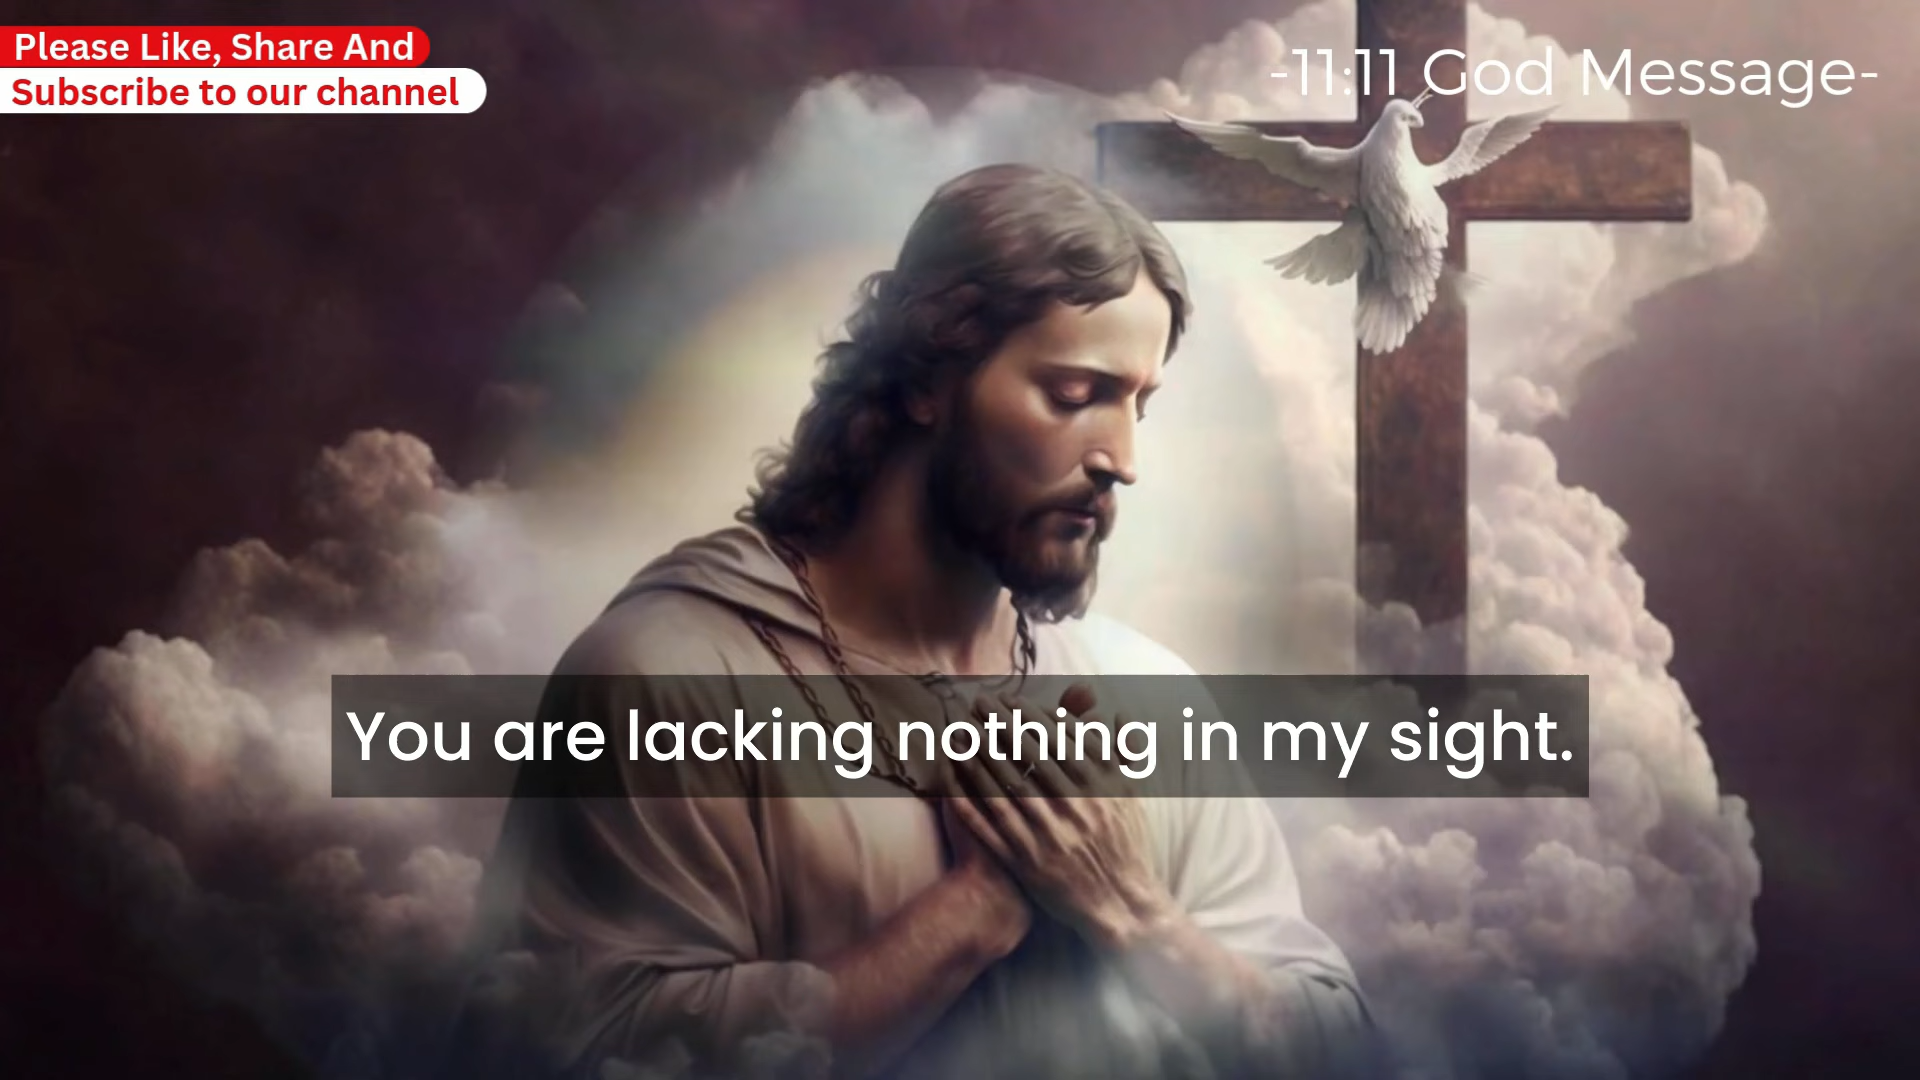 Please Like, Share And
Subscribe to our channel
-11:11 God Message-
You are lacking nothing in my sight.